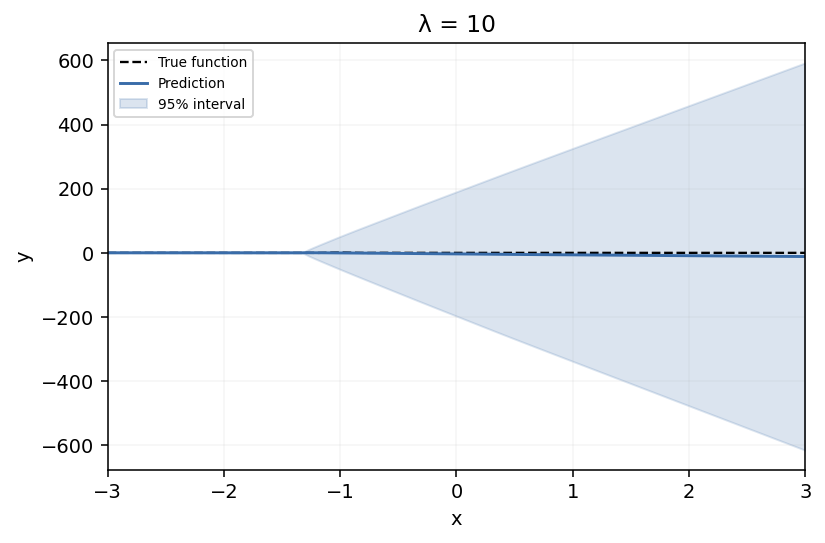 λ = 10
True function
Prediction
95% interval
600
400
200
0
−200
−400
−600
y
−3
−2
−1
0
1
2
3
x